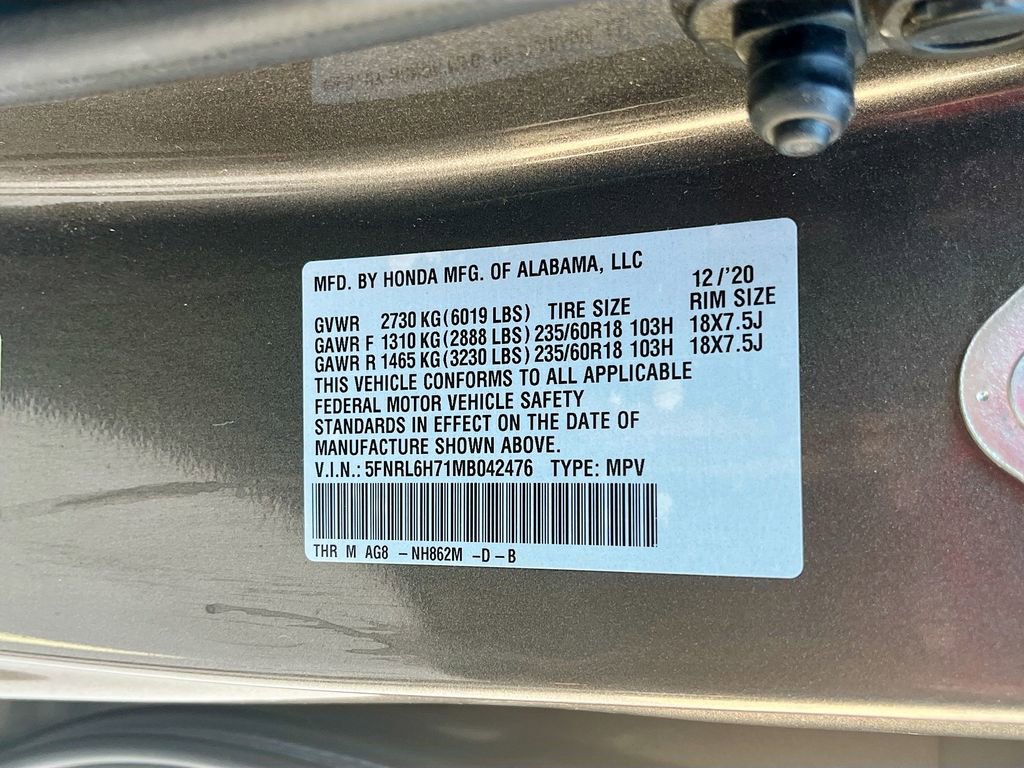 MFD. BY HONDA MFG. OF ALABAMA, LLC 12/'20
GVWR 2730 KG (6019 LBS) TIRE SIZE RIM SIZE
GAWR F 1310 KG (2888 LBS) 235/60R18 103H 18X7.5J
GAWR R 1465 KG (3230 LBS) 235/60R18 103H 18X7.5J
THIS VEHICLE CONFORMS TO ALL APPLICABLE
FEDERAL MOTOR VEHICLE SAFETY
STANDARDS IN EFFECT ON THE DATE OF
MANUFACTURE SHOWN ABOVE.
V.I.N.: 5FNRL6H71MB042476 TYPE: MPV
THR M AG8 -NH862M -D-B